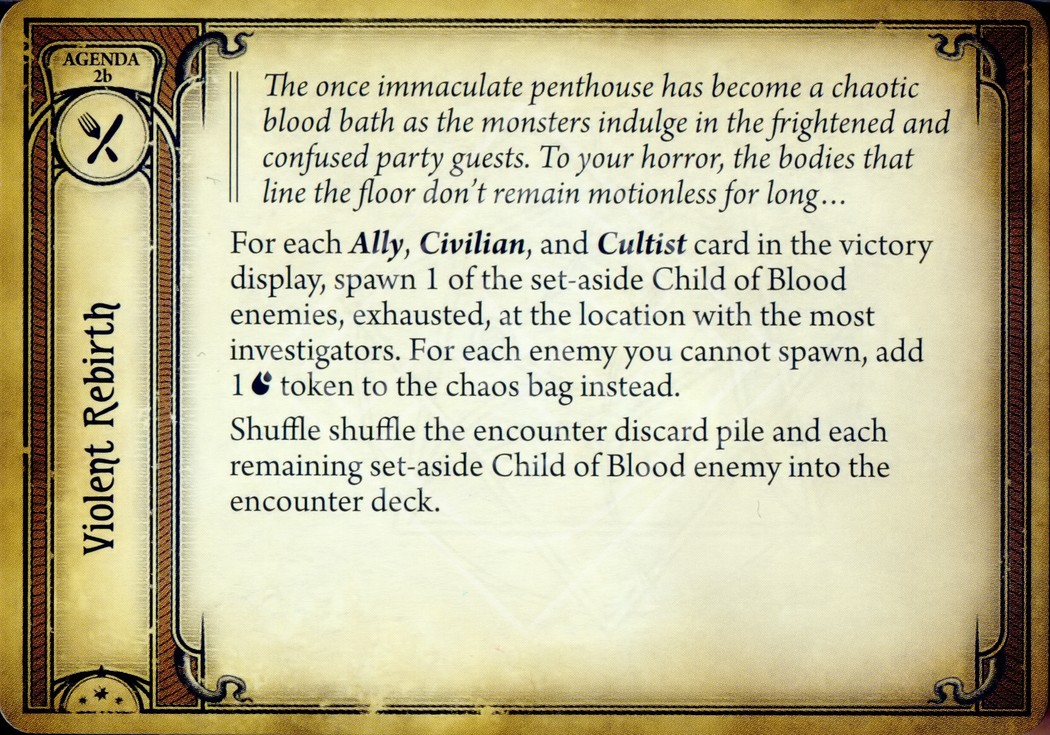 AGENDA
2b
Violent Rebirth
The once immaculate penthouse has become a chaotic
blood bath as the monsters indulge in the frightened and
confused party guests. To your horror, the bodies that
line the floor don't remain motionless for long…
For each Ally, Civilian, and Cultist card in the victory
display, spawn 1 of the set-aside Child of Blood
enemies, exhausted, at the location with the most
investigators. For each enemy you cannot spawn, add
1 token to the chaos bag instead.
Shuffle shuffle the encounter discard pile and each
remaining set-aside Child of Blood enemy into the
encounter deck.